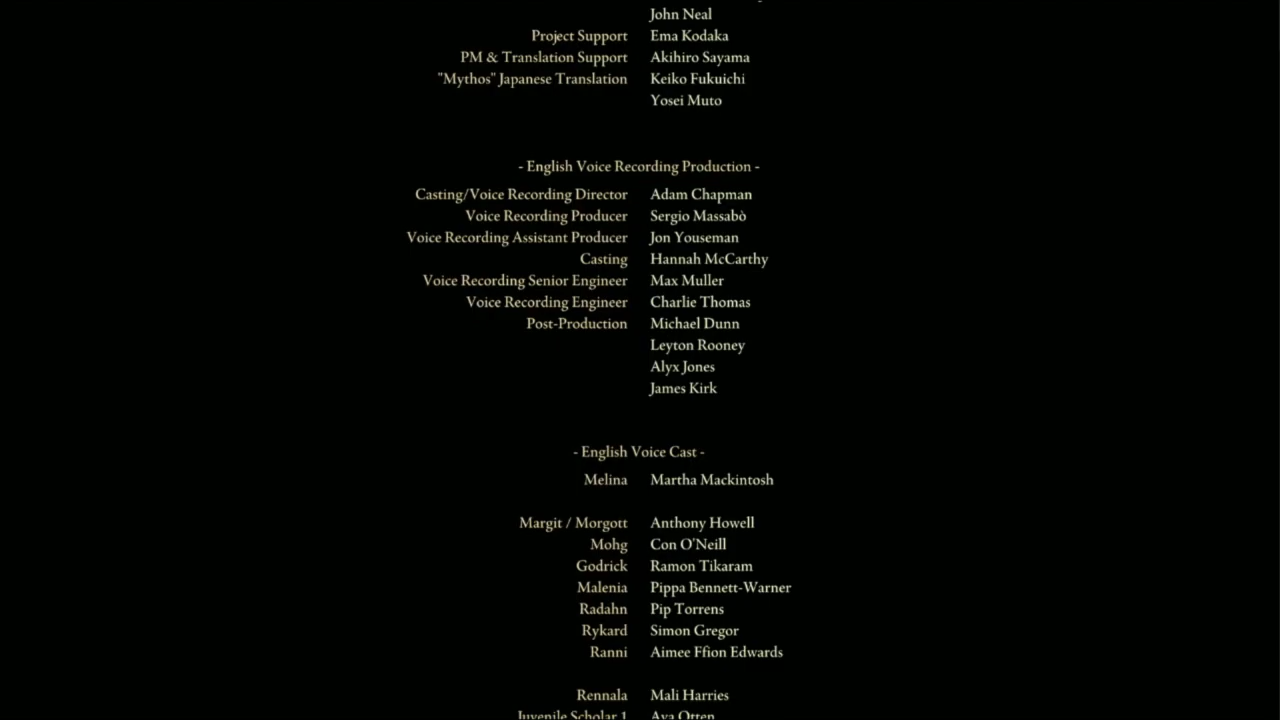 John Neal
Project Support Ema Kodaka
PM & Translation Support Akihiro Sayama
"Mythos" Japanese Translation Keiko Fukuichi
Yosei Muto
- English Voice Recording Production -
Casting/Voice Recording Director Adam Chapman
Voice Recording Producer Sergio Massabò
Voice Recording Assistant Producer Jon Youseman
Casting Hannah McCarthy
Voice Recording Senior Engineer Max Muller
Voice Recording Engineer Charlie Thomas
Post-Production Michael Dunn
Leyton Rooney
Alyx Jones
James Kirk
- English Voice Cast -
Melina Martha Mackintosh
Margit / Morgott Anthony Howell
Mohg Con O'Neill
Godrick Ramon Tikaram
Malenia Pippa Bennett-Warner
Radahn Pip Torrens
Rykard Simon Gregor
Ranni Aimee Ffion Edwards
Rennala Mali Harries
Juvenile Scholar 1 Aya Otten